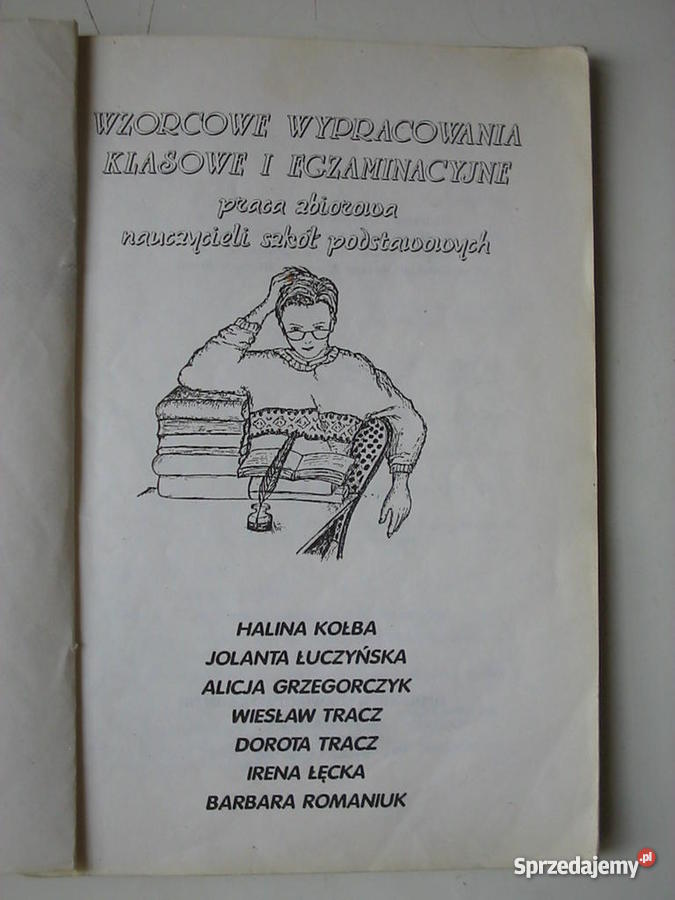 WZORCOWE WYPRACOWANIA
KLASOWE I EGZAMINACYJNE
praca zbiorowa
nauczycieli szkół podstawowych
HALINA KOŁBA
JOLANTA ŁUCZYŃSKA
ALICJA GRZEGORCZYK
WIESŁAW TRACZ
DOROTA TRACZ
IRENA ŁĘCKA
BARBARA ROMANIUK
Sprzedajemy.pl